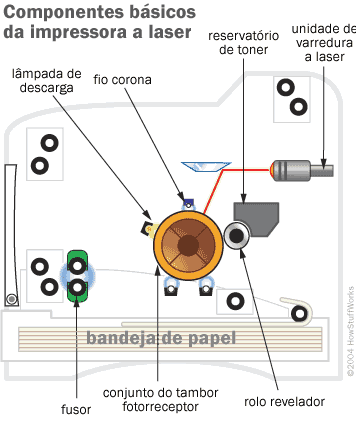 Componentes básicos
da impressora a laser
reservatório
de toner
unidade de
varredura
a laser
lâmpada de
descarga
fio corona
bandeja de papel
fusor
conjunto do tambor
fotorreceptor
rolo revelador
©2004 HowStuffWorks